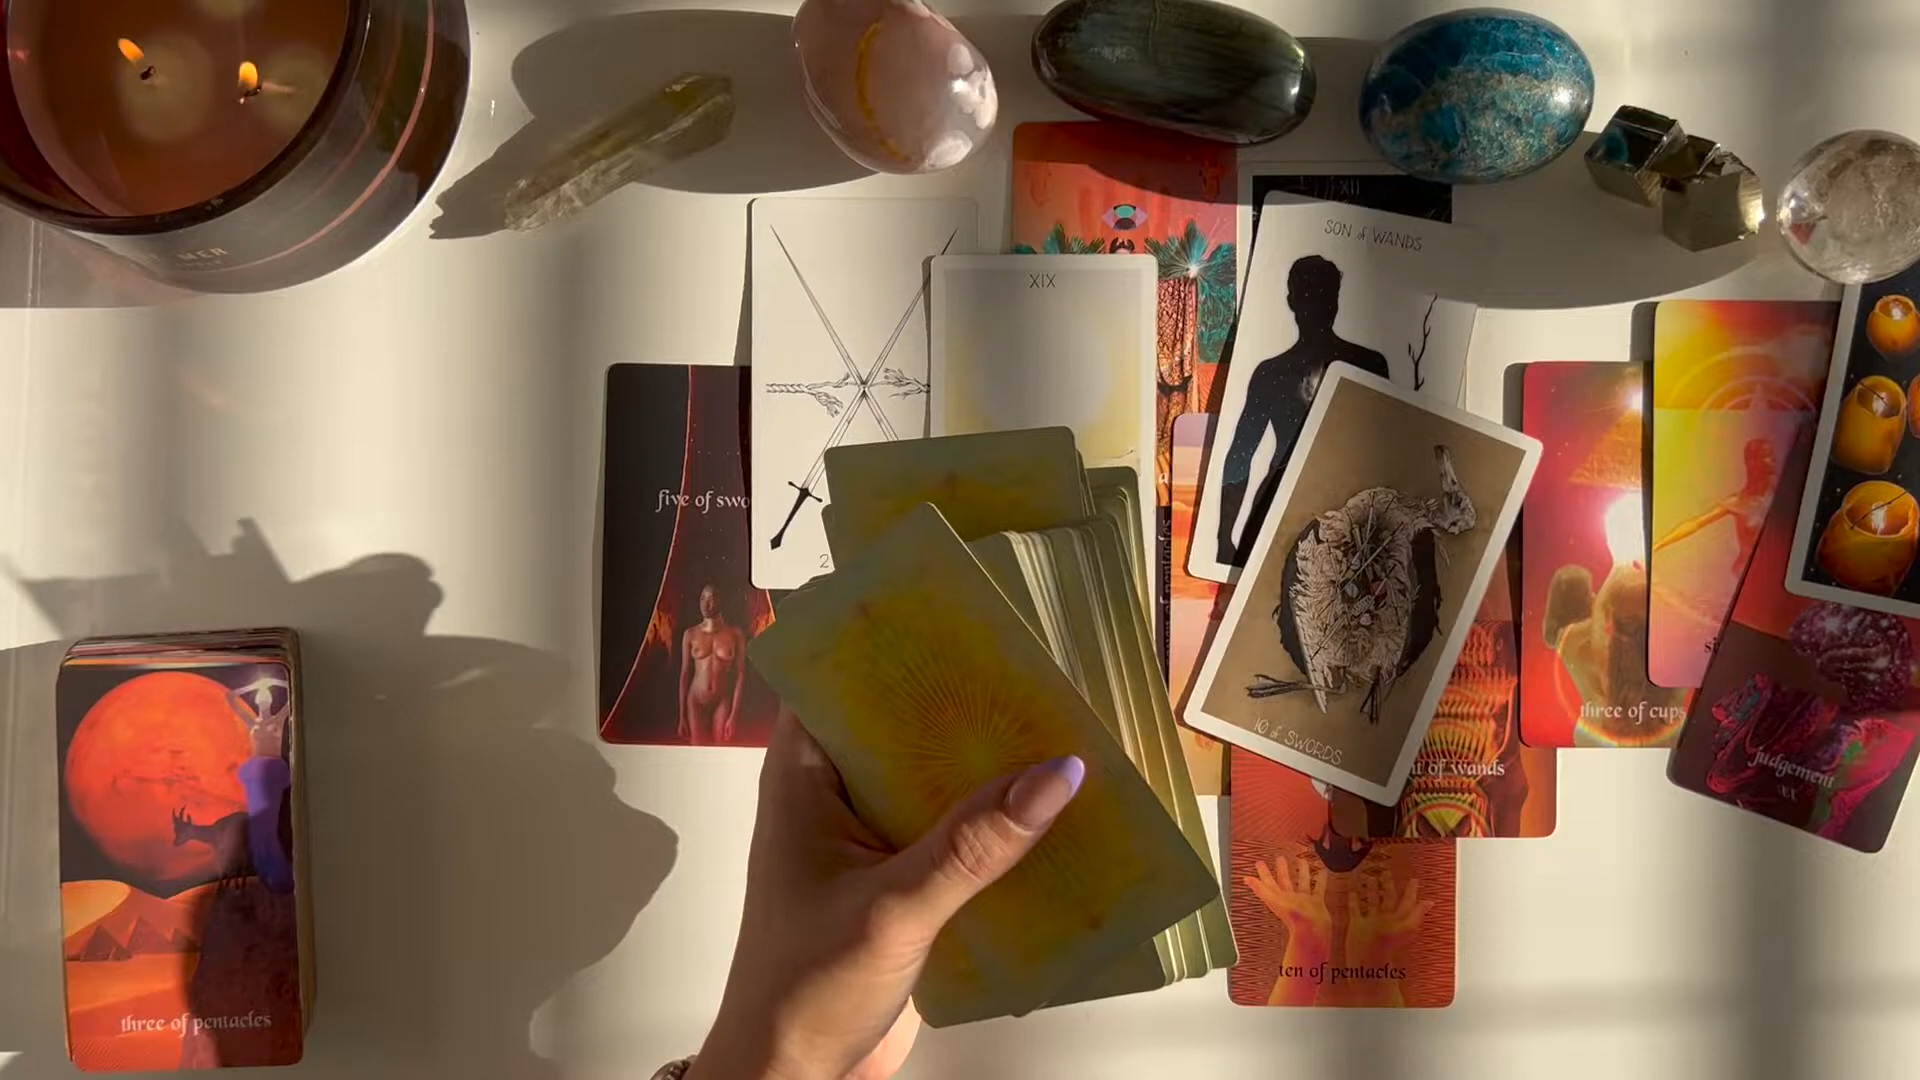 XII
SON of WANDS
XIX
five of swo
2
three of cups
si
10 of SWORDS
t of wands
judgement
xx
ten of pentacles
three of pentacles